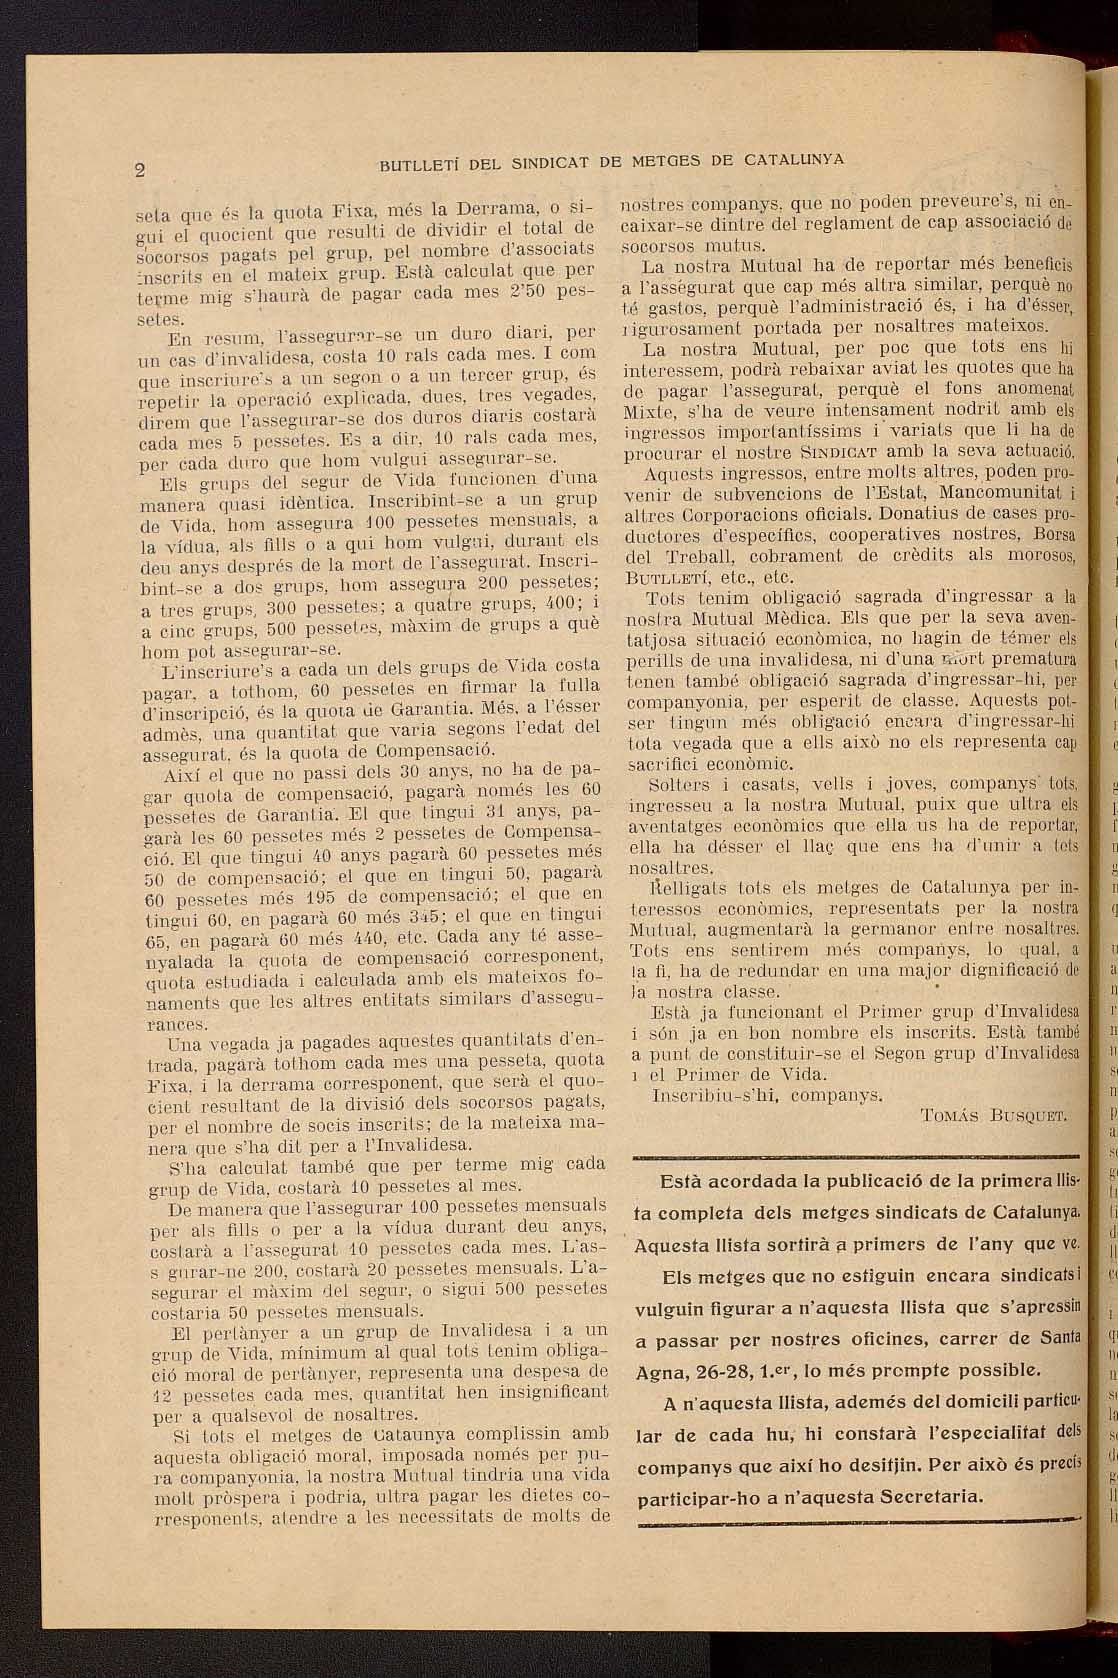 2
BUTLLETÍ DEL SINDICAT DE METGES DE CATALUNYA
seta que és la quota Fixa, més la Derrama, o si-
gui el quocient que resulti de dividir el total de
socorsos pagats pel grup, pel nombre d'associats
inscrits en el mateix grup. Està calculat que per
terme mig s'haurà de pagar cada mes 2'50 pes-
setes.
En resum, l'assegurar-se un duro diari, per
un cas d'invalidesa, costa 10 rals cada mes. I com
que inscriure's a un segon o a un tercer grup, és
repetir la operació explicada, dues, tres vegades,
direm que l'assegurar-se dos duros diaris costarà
cada mes 5 pessetes. Es a dir, 10 rals cada mes,
per cada duro que hom vulgui assegurar-se.
Els grups del segur de Vida funcionen d'una
manera quasi idèntica. Inscribint-se a un grup
de Vida, hom assegura 100 pessetes mensuals, a
la vídua, als fills o a qui hom vulgui, durant els
deu anys després de la mort de l'assegurat. Inscri-
bint-se a dos grups, hom assegura 200 pessetes;
a tres grups, 300 pessetes; a quatre grups, 400; i
a cinc grups, 500 pessetes, màxim de grups a què
hom pot assegurar-se.
L'inscriure's a cada un dels grups de Vida costa
pagar, a tothom, 60 pessetes en firmar la fulla
d'inscripció, és la quota de Garantia. Més, a l'ésser
admès, una quantitat que varia segons l'edat del
assegurat, és la quota de Compensació.
Així el que no passi dels 30 anys, no ha de pa-
gar quota de compensació, pagarà només les 60
pessetes de Garantia. El que tingui 31 anys, pa-
garà les 60 pessetes més 2 pessetes de Compensa-
ció. El que tingui 40 anys pagarà 60 pessetes més
50 de compensació; el que en tingui 50, pagarà
60 pessetes més 195 de compensació; el que en
tingui 60, en pagarà 60 més 345; el que en tingui
65, en pagarà 60 més 440, etc. Cada any té asse-
nyalada la quota de compensació corresponent,
quota estudiada i calculada amb els mateixos fo-
naments que les altres entitats similars d'assegu-
rances.
Una vegada ja pagades aquestes quantitats d'en-
trada, pagarà tothom cada mes una pesseta, quota
Fixa, i la derrama corresponent, que serà el quo-
cient resultant de la divisió dels socorsos pagats,
per el nombre de socis inscrits; de la mateixa ma-
nera que s'ha dit per a l'Invalidesa.
S'ha calculat també que per terme mig cada
grup de Vida, costarà 10 pessetes al mes.
De manera que l'assegurar 100 pessetes mensuals
per als fills o per a la vídua durant deu anys,
costarà a l'assegurat 10 pessetes cada mes. L'as-
s gurar-ne 200, costarà 20 pessetes mensuals. L'a-
segurar el màxim del segur, o sigui 500 pessetes
costaria 50 pessetes mensuals.
El pertànyer a un grup de Invalidesa i a un
grup de Vida, mínimum al qual tots tenim obliga-
ció moral de pertànyer, representa una despesa de
12 pessetes cada mes, quantitat ben insignificant
per a qualsevol de nosaltres.
Si tots el metges de Cataunya complissin amb
aquesta obligació moral, imposada només per pu-
ra companyonia, la nostra Mutual tindria una vida
molt pròspera i podria, ultra pagar les dietes co-
rresponents, atendre a les necessitats de molts de
nostres companys, que no poden preveure's, ni en-
caixar-se dintre del reglament de cap associació de
socorsos mutus.
La nostra Mutual ha de reportar més beneficis
a l'assegurat que cap més altra similar, perquè no
té gastos, perquè l'administració és, i ha d'ésser,
rigurosament portada per nosaltres mateixos.
La nostra Mutual, per poc que tots ens hi
interessem, podrà rebaixar aviat les quotes que ha
de pagar l'assegurat, perquè el fons anomenat
Mixte, s'ha de veure intensament nodrit amb els
ingressos importantíssims i variats que li ha de
procurar el nostre SINDICAT amb la seva actuació.
Aquests ingressos, entre molts altres, poden pro-
venir de subvencions de l'Estat, Mancomunitat i
altres Corporacions oficials. Donatius de cases pro-
ductores d'específics, cooperatives nostres, Borsa
del Treball, cobrament de crèdits als morosos,
BUTLLETÍ, etc., etc.
Tots tenim obligació sagrada d'ingressar a la
nostra Mutual Mèdica. Els que per la seva aven-
tatjosa situació econòmica, no hagin de témer els
perills de una invalidesa, ni d'una mort prematura
tenen també obligació sagrada d'ingressar-hi, per
companyonia, per esperit de classe. Aquests pot-
ser tingun més obligació encara d'ingressar-hi
tota vegada que a ells això no els representa cap
sacrifici econòmic.
Solters i casats, vells i joves, companys tots,
ingresseu a la nostra Mutual, puix que ultra els
aventatges econòmics que ella us ha de reportar,
ella ha désser el llaç que ens ha d'unir a tots
nosaltres.
Relligats tots els metges de Catalunya per in-
teressos econòmics, representats per la nostra
Mutual, augmentarà la germanor entre nosaltres.
Tots ens sentirem més companys, lo qual, a
la fi, ha de redundar en una major dignificació de
la nostra classe.
Està ja funcionant el Primer grup d'Invalidesa
i són ja en bon nombre els inscrits. Està també
a punt de constituir-se el Segon grup d'Invalidesa
i el Primer de Vida.
Inscribiu-s'hi, companys.
TOMÁS BUSQUET.
Està acordada la publicació de la primera llis-
ta completa dels metges sindicats de Catalunya.
Aquesta llista sortirà a primers de l'any que ve.
Els metges que no estiguin encara sindicats i
vulguin figurar a n'aquesta llista que s'apressin
a passar per nostres oficines, carrer de Santa
Agna, 26-28, 1.er, lo més prompte possible.
A n'aquesta llista, ademés del domicili particu-
lar de cada hu, hi constarà l'especialitat dels
companys que així ho desitjin. Per això és precís
participar-ho a n'aquesta Secretaria.